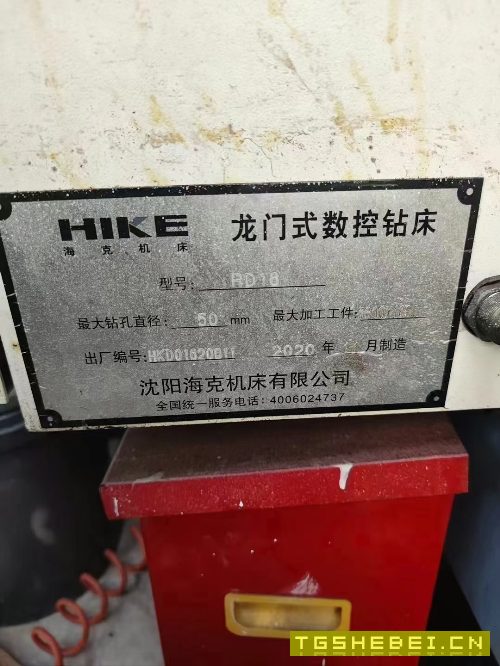 HIKE
海克机床
龙门式数控钻床
型号: RD16
最大钻孔直径: 50 mm 最大加工工件:
出厂编号: 2020 年 月制造
沈阳海克机床有限公司
全国统一服务电话: 4006024737
TGSHEBEI.CN